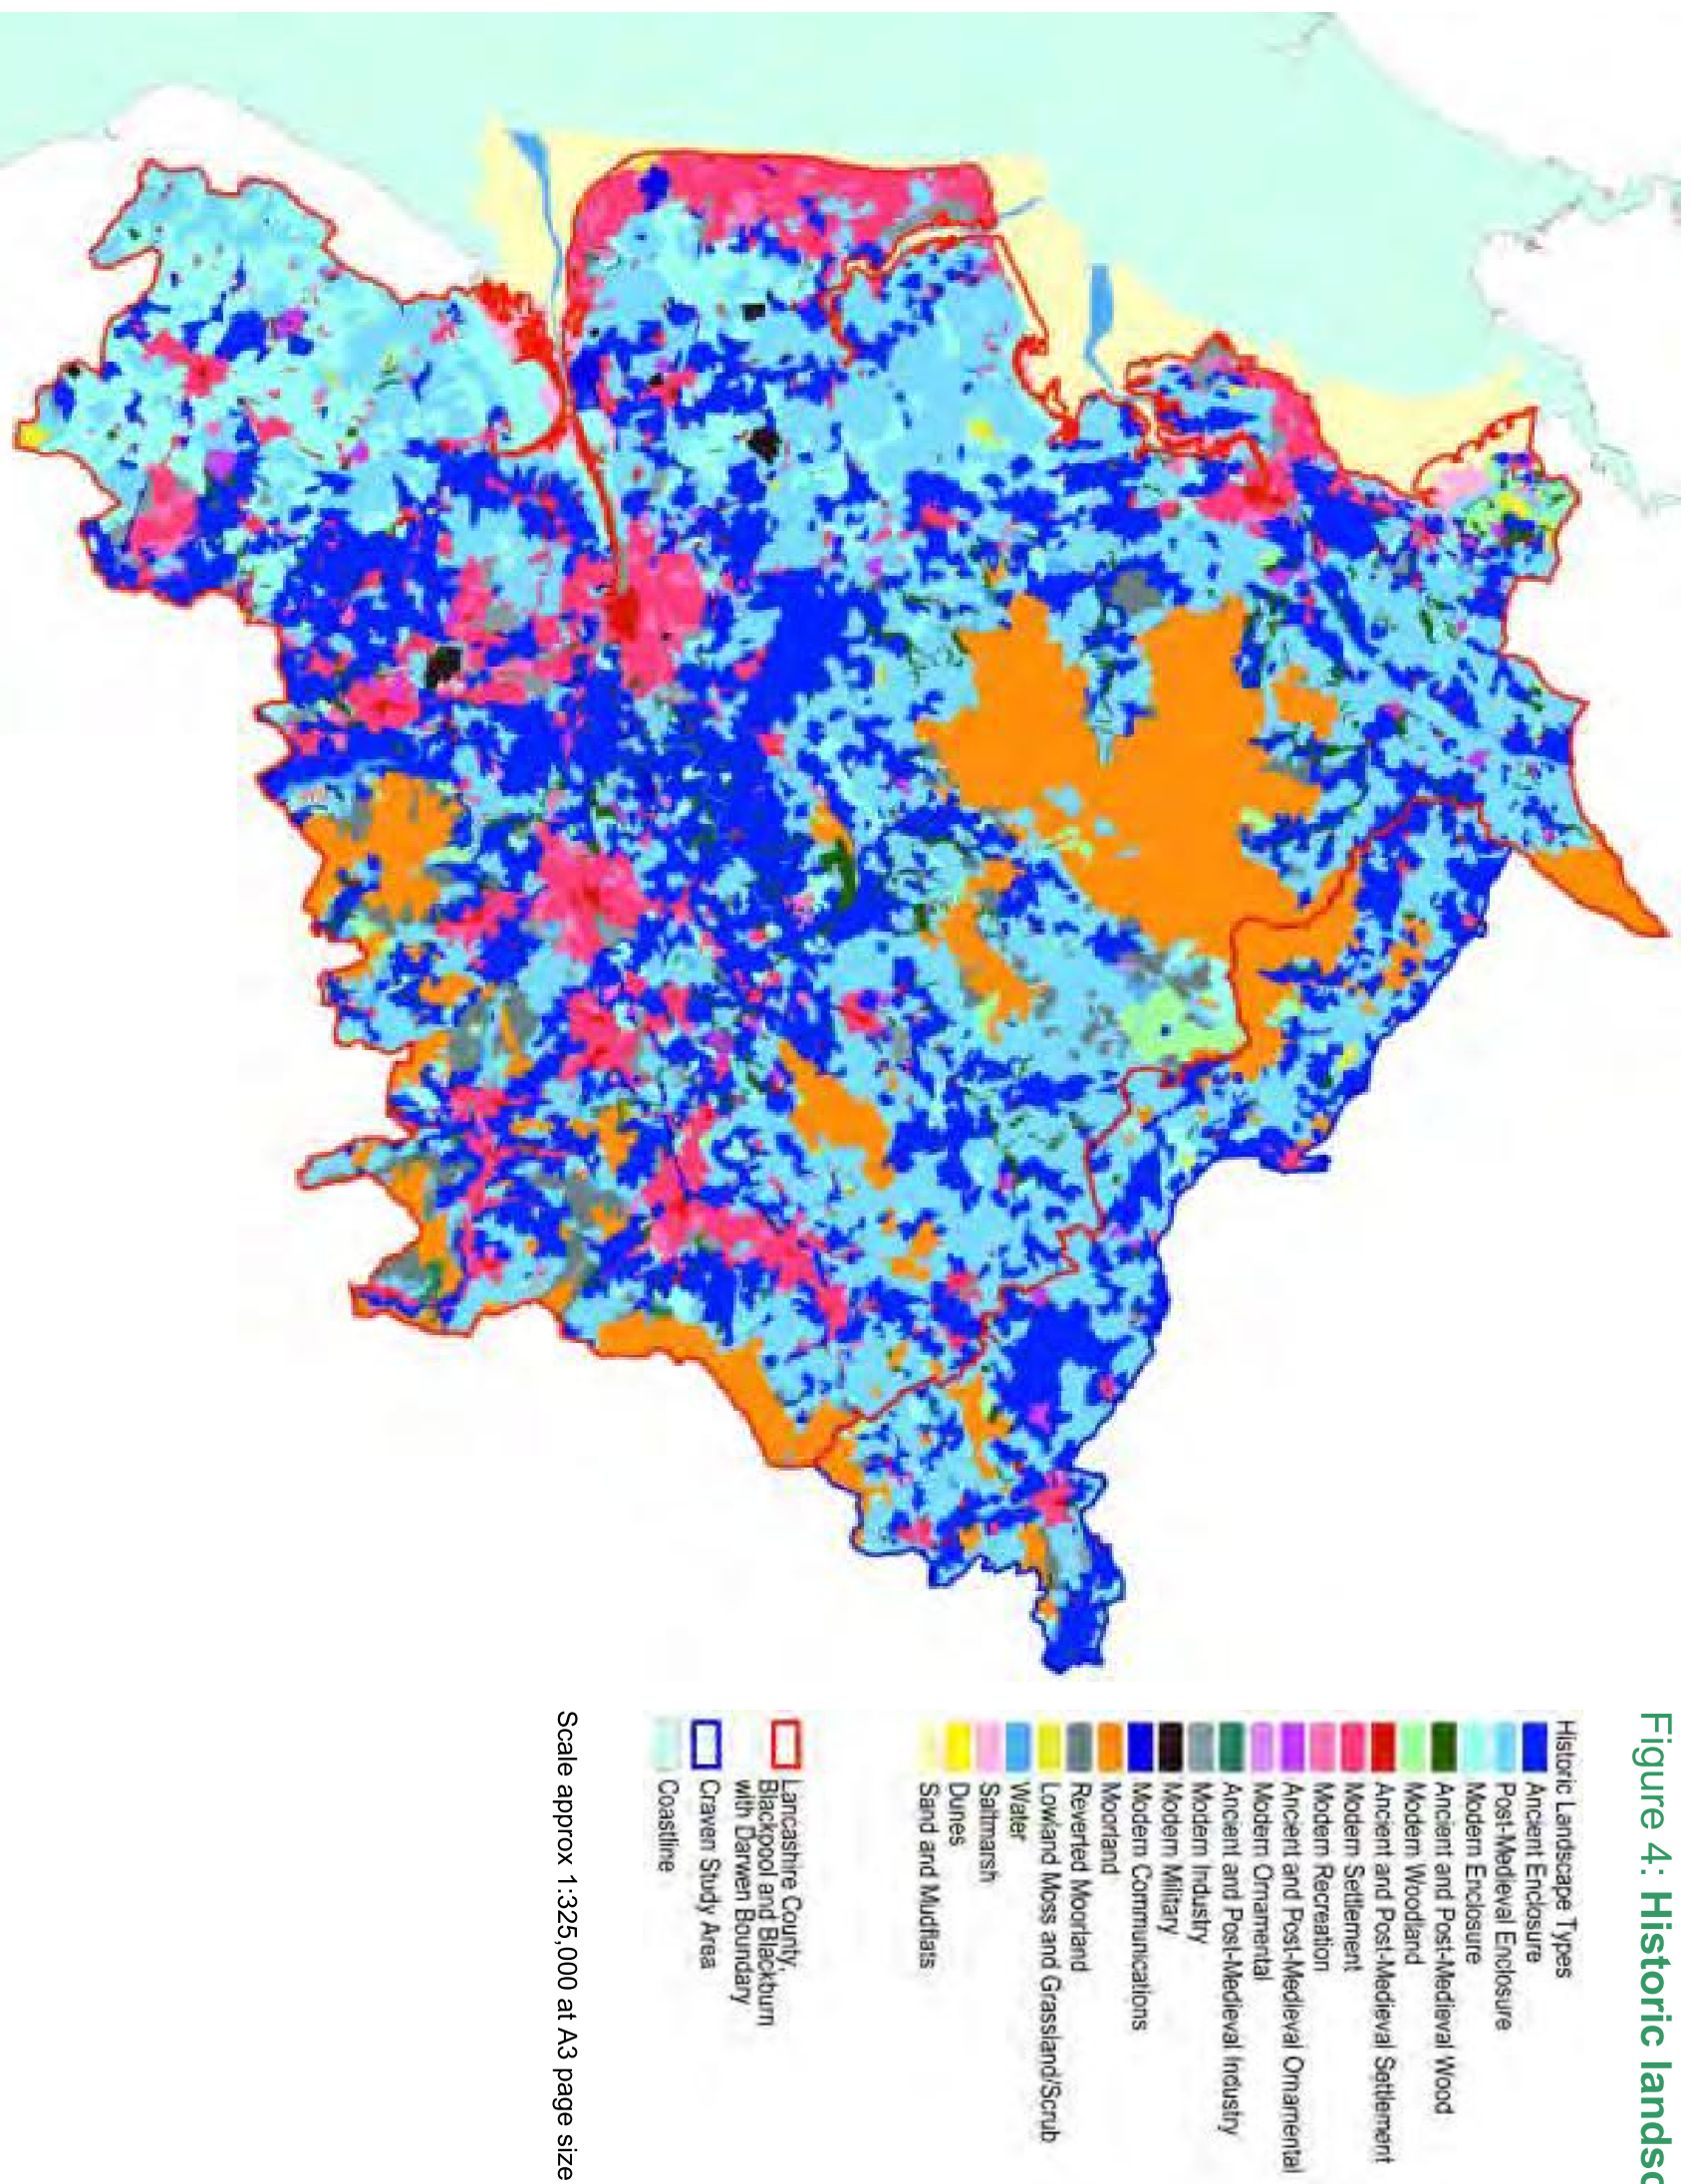 Figure 4: Historic landsc
Historic Landscape Types
Ancient Enclosure
Post-Medieval Enclosure
Modern Enclosure
Ancient and Post-Medieval Wood
Modern Woodland
Ancient and Post-Medieval Settlement
Modern Settlement
Modern Recreation
Ancient and Post-Medieval Ornamental
Modern Ornamental
Ancient and Post-Medieval Industry
Modern Industry
Modern Military
Modern Communications
Moorland
Reverted Moorland
Lowland Moss and Grassland/Scrub
Water
Saltmarsh
Dunes
Sand and Mudflats
Lancashire County,
Blackpool and Blackburn
with Darwen Boundary
Craven Study Area
Coastline
Scale approx 1:325,000 at A3 page size